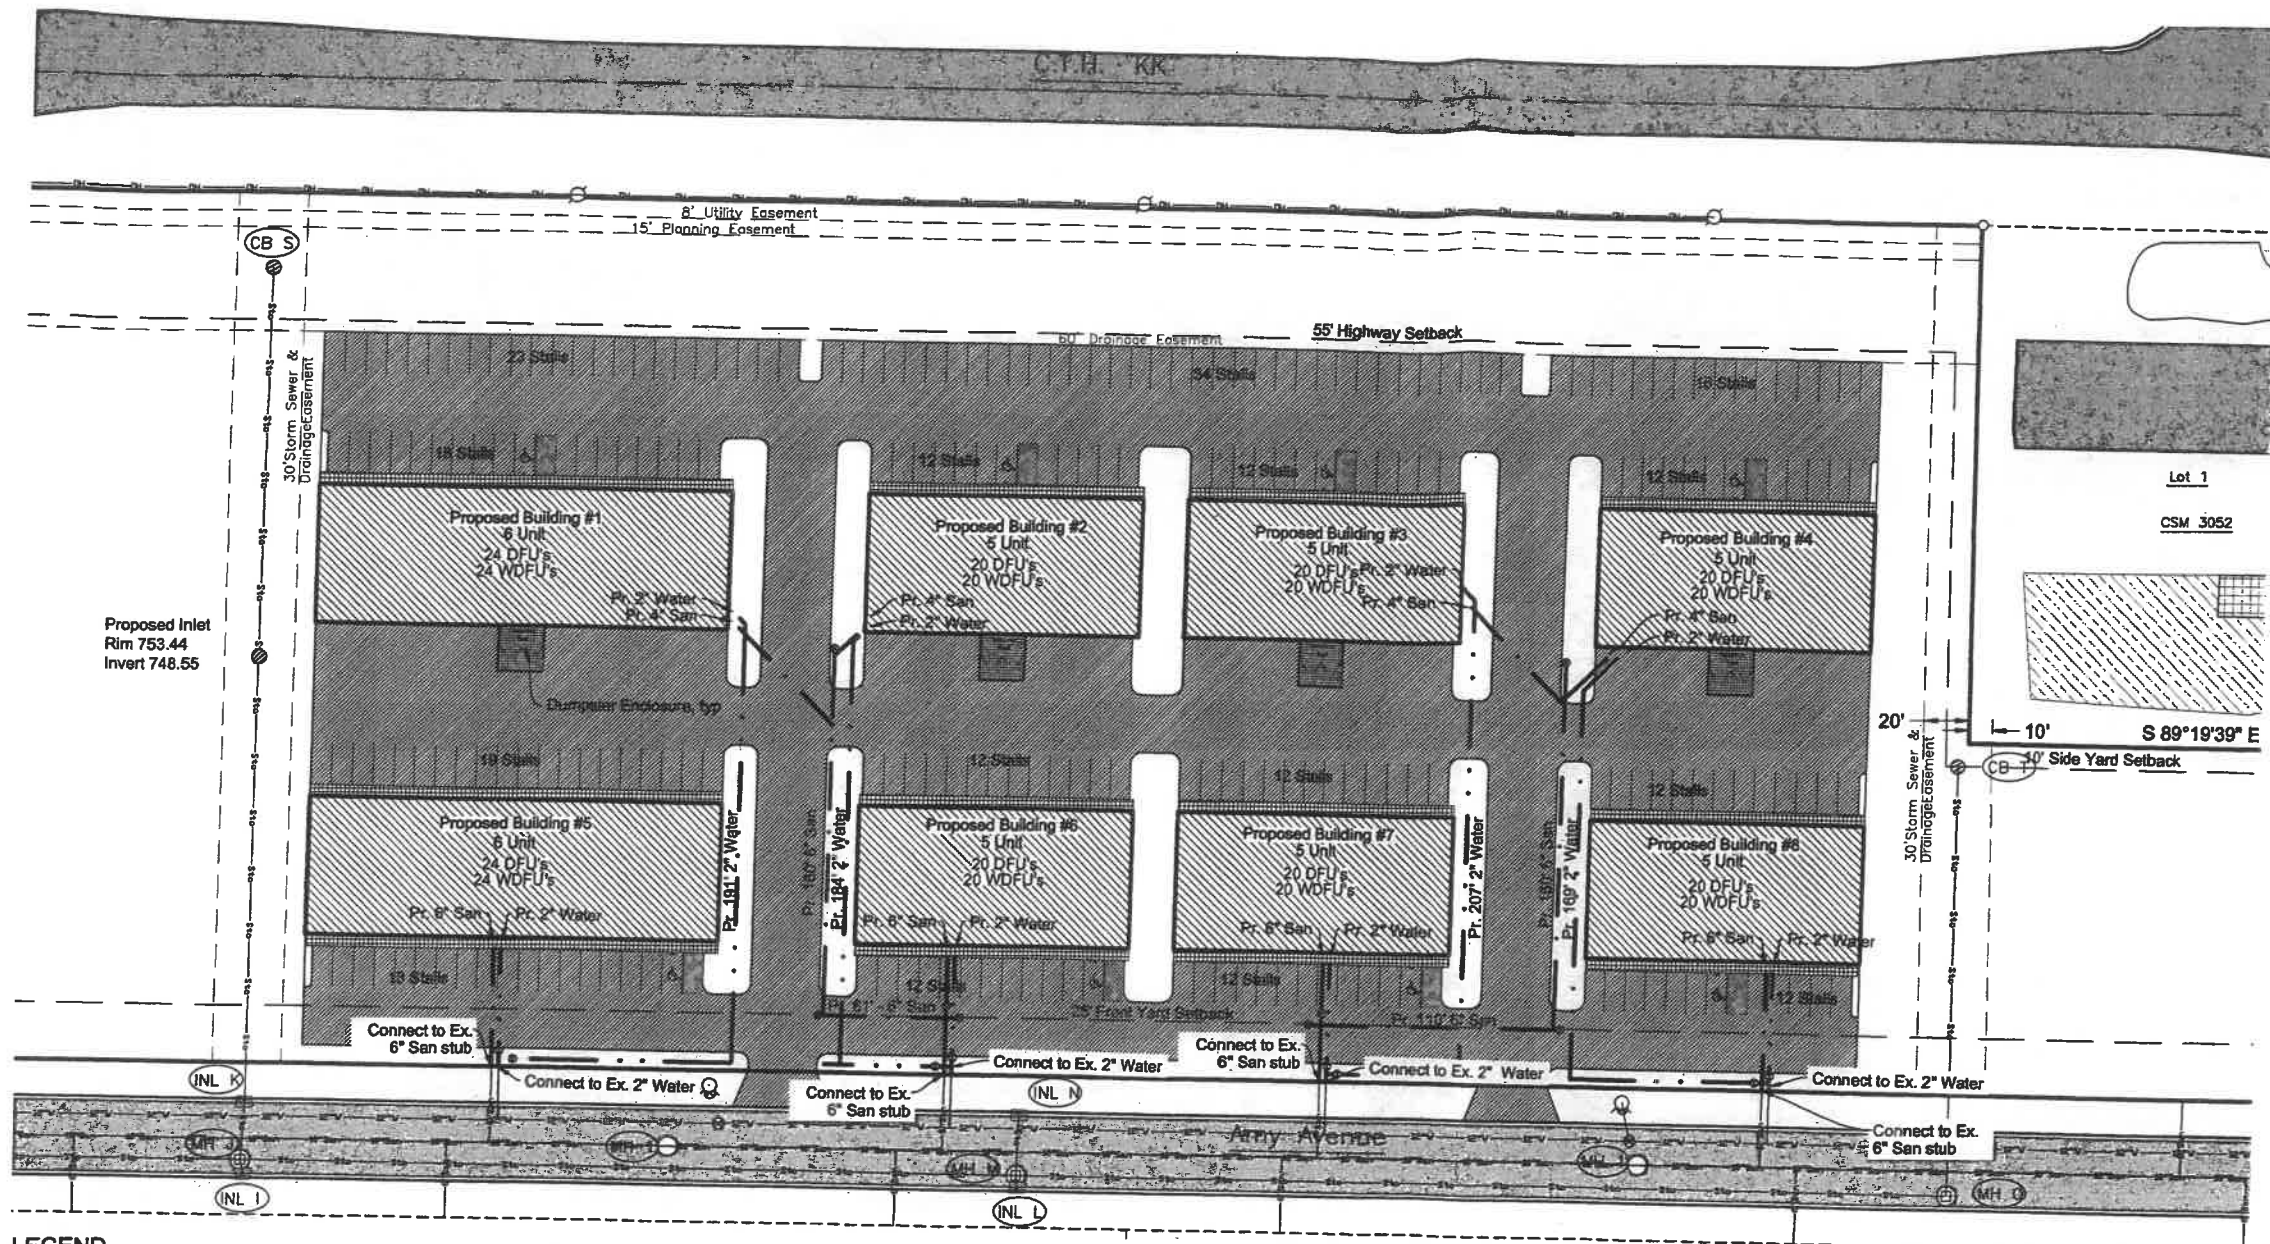 C.T.H. KK
8' Utility Easement
15' Planning Easement
CB S
55' Highway Setback
60' Drainage Easement
30' Storm Sewer &
Drainage Easement
23 Stalls
34 Stalls
16 Stalls
18 Stalls
12 Stalls
12 Stalls
12 Stalls
Proposed Building #1
6 Unit
24 DFU's
24 WDFU's
Pr. 2" Water
Pr. 4" San
Proposed Building #2
5 Unit
20 DFU's
20 WDFU's
Pr. 4" San
Pr. 2" Water
Proposed Building #3
5 Unit
20 DFU's
20 WDFU's
Pr. 2" Water
Pr. 4" San
Proposed Building #4
5 Unit
20 DFU's
20 WDFU's
Pr. 4" San
Pr. 2" Water
Lot 1
CSM 3052
Proposed Inlet
Rim 753.44
Invert 748.55
Dumpster Enclosure, typ
20'
10'
S 89°19'39" E
10' Side Yard Setback
CB T
30' Storm Sewer &
Drainage Easement
19 Stalls
12 Stalls
12 Stalls
12 Stalls
Proposed Building #5
6 Unit
24 DFU's
24 WDFU's
Pr. 6" San
Pr. 2" Water
Pr. 191' 2" Water
Pr. 180' 6" San
Pr. 184' 2" Water
Proposed Building #6
5 Unit
20 DFU's
20 WDFU's
Pr. 6" San
Pr. 2" Water
Proposed Building #7
5 Unit
20 DFU's
20 WDFU's
Pr. 6" San
Pr. 2" Water
Pr. 207' 2" Water
Pr. 169' 2" Water
Proposed Building #8
5 Unit
20 DFU's
20 WDFU's
Pr. 6" San
Pr. 2" Water
13 Stalls
12 Stalls
12 Stalls
12 Stalls
Pr. 61' - 6" San
25' Front Yard Setback
Pr. 110' 6" San
Connect to Ex.
6" San stub
Connect to Ex. 2" Water
Connect to Ex.
6" San stub
Connect to Ex. 2" Water
Connect to Ex.
6" San stub
Connect to Ex. 2" Water
Connect to Ex. 2" Water
Connect to Ex.
6" San stub
INL K
INL N
MH J
MH M
Amy Avenue
MH O
INL I
INL L
LEGEND